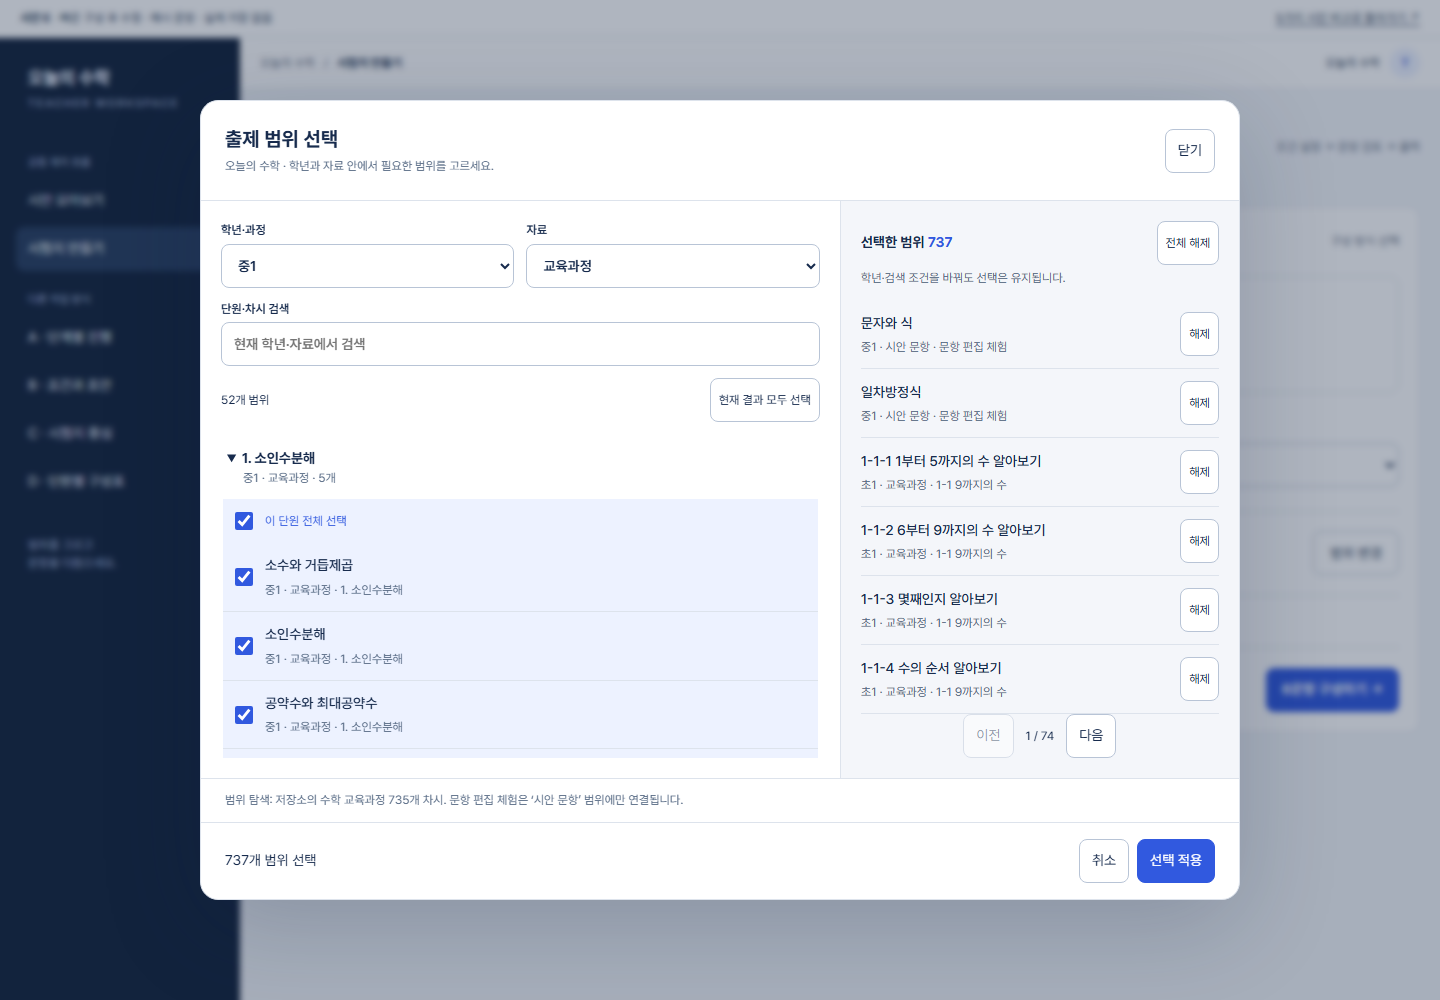 오늘의 수학
TEACHER WORKSPACE
출제 범위 선택
오늘의 수학 · 학년과 자료 안에서 필요한 범위를 고르세요.
닫기
학년·과정
자료
중1
교육과정
단원·차시 검색
현재 학년·자료에서 검색
52개 범위
현재 결과 모두 선택
▼ 1. 소인수분해
중1 · 교육과정 · 5개
이 단원 전체 선택
소수와 거듭제곱
중1 · 교육과정 · 1. 소인수분해
소인수분해
중1 · 교육과정 · 1. 소인수분해
공약수와 최대공약수
중1 · 교육과정 · 1. 소인수분해
선택한 범위 737
전체 해제
학년·검색 조건을 바꿔도 선택은 유지됩니다.
문자와 식
중1 · 시안 문항 · 문항 편집 체험
해제
일차방정식
중1 · 시안 문항 · 문항 편집 체험
해제
1-1-1 1부터 5까지의 수 알아보기
초1 · 교육과정 · 1-1 9까지의 수
해제
1-1-2 6부터 9까지의 수 알아보기
초1 · 교육과정 · 1-1 9까지의 수
해제
1-1-3 몇째인지 알아보기
초1 · 교육과정 · 1-1 9까지의 수
해제
1-1-4 수의 순서 알아보기
초1 · 교육과정 · 1-1 9까지의 수
해제
이전 1 / 74 다음
범위 탐색: 저장소의 수학 교육과정 735개 차시. 문항 편집 체험은 ‘시안 문항’ 범위에만 연결됩니다.
737개 범위 선택
취소
선택 적용